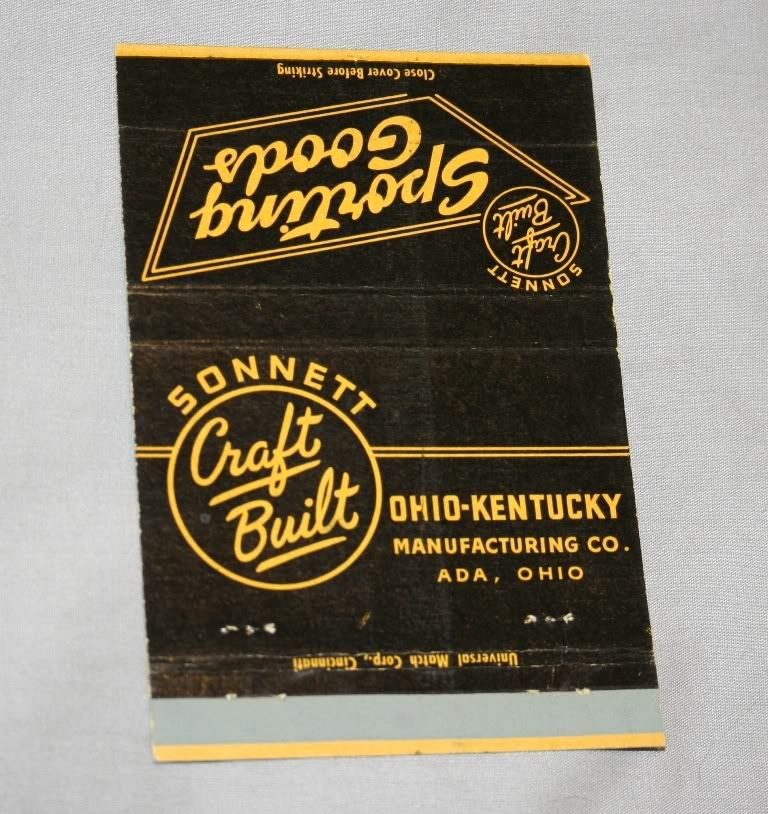 Close Cover Before Striking
Sporting
Goods
Craft
Built
SONNETT
SONNETT
Craft
Built
OHIO-KENTUCKY
MANUFACTURING CO.
ADA, OHIO
Universal Match Corp., Cincinnati